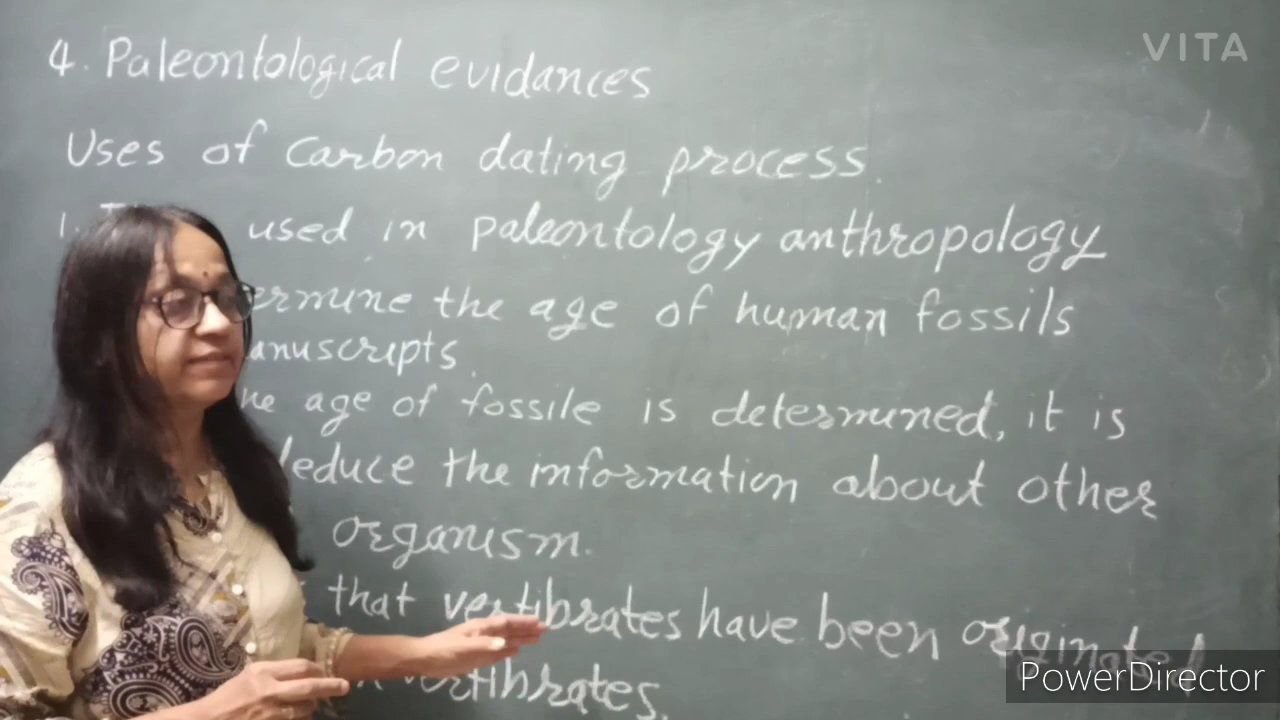 4. Paleontological evidances
VITA
Uses of Carbon dating process.
1. used in paleontology anthropology
ermine the age of human fossils
anuscripts.
he age of fossile is determined, it is
deduce the information about other
organism.
that vertibrates have been originated
vertibrates.
PowerDirector